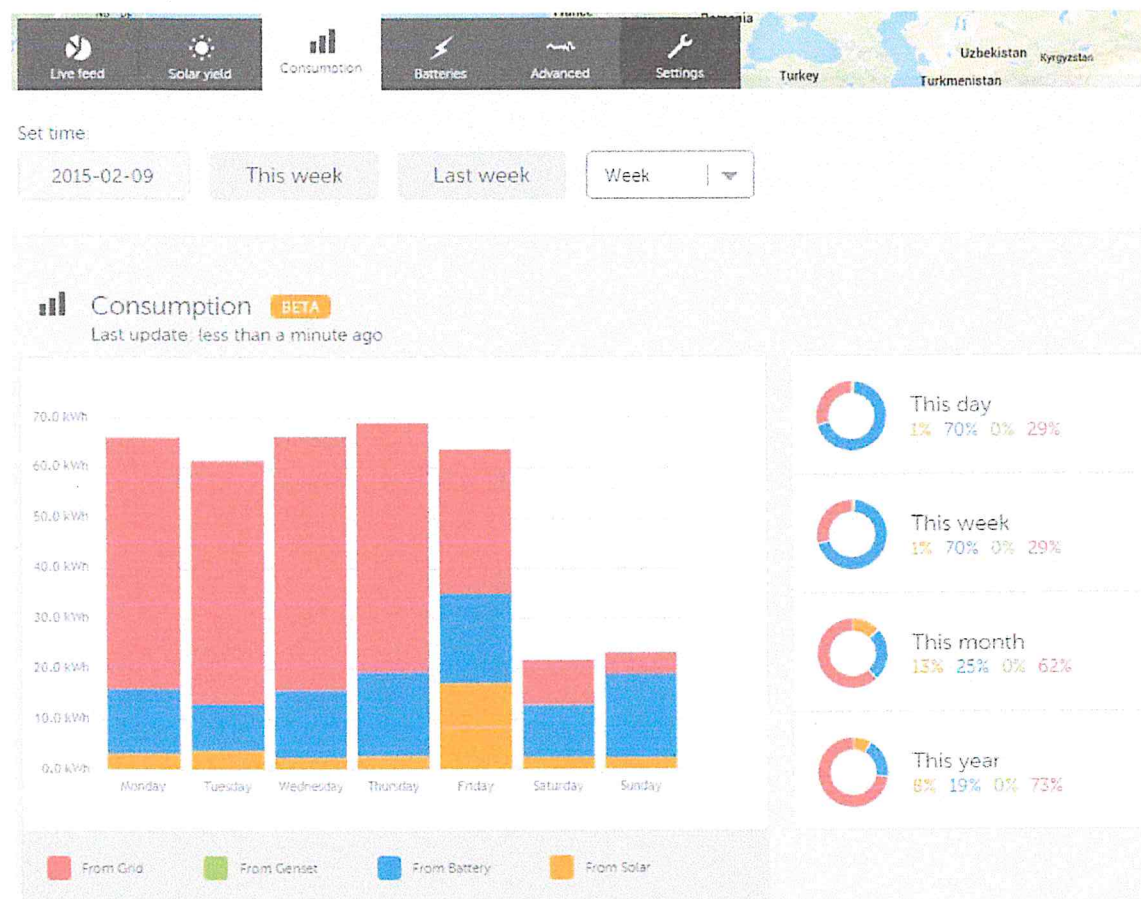 Live feed
Solar yield
Consumption
Batteries
Advanced
Settings
Turkey
Uzbekistan
Kyrgyzstan
Turkmenistan
Set time:
2015-02-09
This week
Last week
Week
Consumption BETA
Last update: less than a minute ago
70.0 kWh
60.0 kWh
50.0 kWh
40.0 kWh
30.0 kWh
20.0 kWh
10.0 kWh
0.0 kWh
Monday Tuesday Wednesday Thursday Friday Saturday Sunday
From Grid
From Genset
From Battery
From Solar
This day
1% 70% 0% 29%
This week
1% 70% 0% 29%
This month
13% 25% 0% 62%
This year
8% 19% 0% 73%